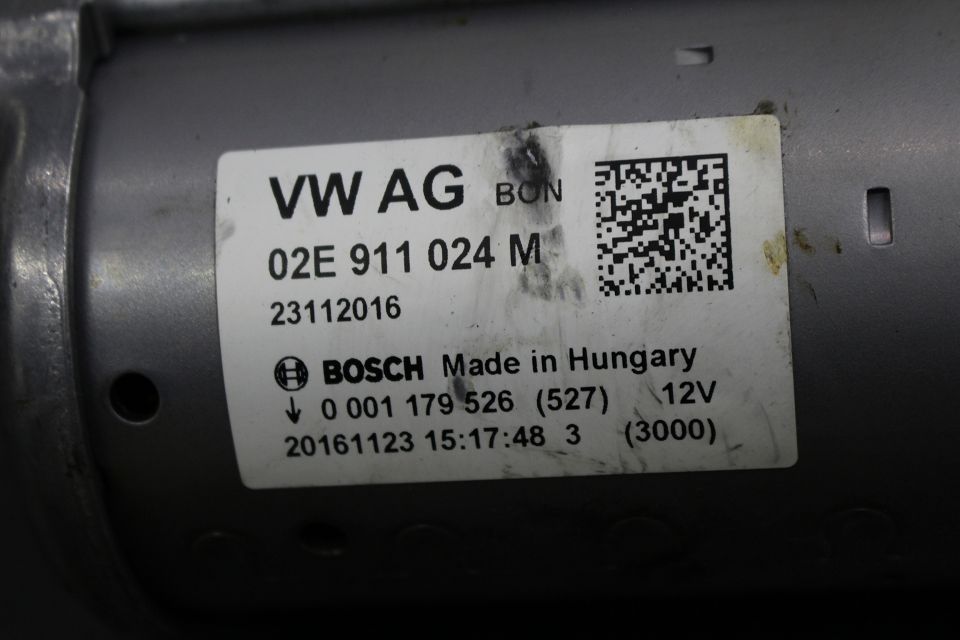 VW AG BON
02E 911 024 M
23112016
BOSCH Made in Hungary
↓ 0 001 179 526 (527) 12V
20161123 15:17:48 3 (3000)